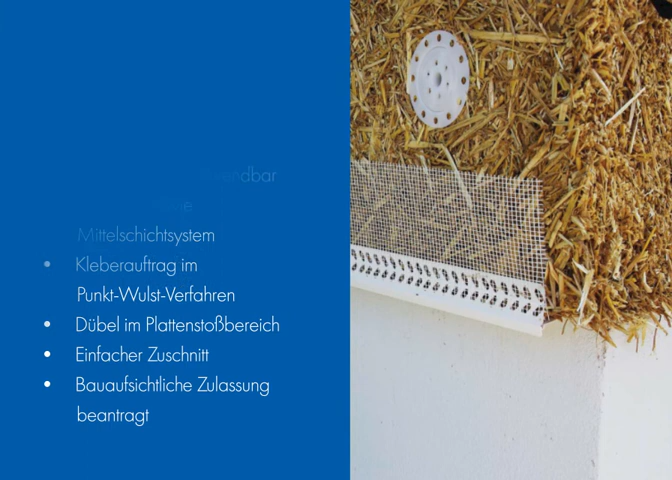 Mittelschichtsystem
• Kleberauftrag im
Punkt-Wulst-Verfahren
• Dübel im Plattenstoßbereich
• Einfacher Zuschnitt
• Bauaufsichtliche Zulassung
beantragt